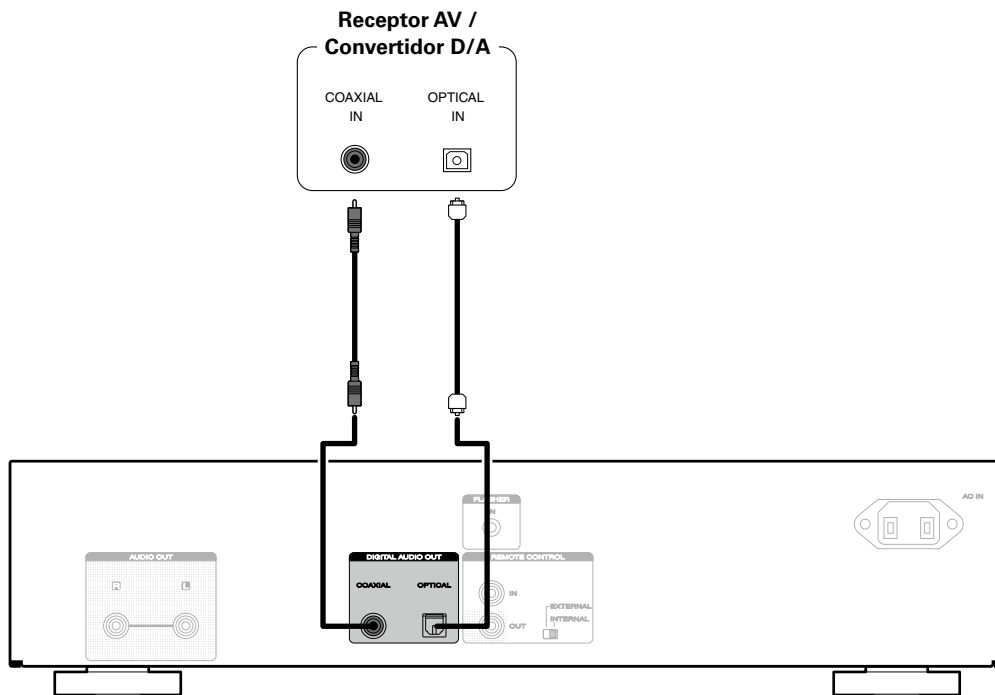 Receptor AV /
Convertidor D/A
COAXIAL
IN
OPTICAL
IN
FLASHER
IN
AC IN
AUDIO OUT
R
L
DIGITAL AUDIO OUT
COAXIAL
OPTICAL
REMOTE CONTROL
IN
OUT
EXTERNAL
INTERNAL